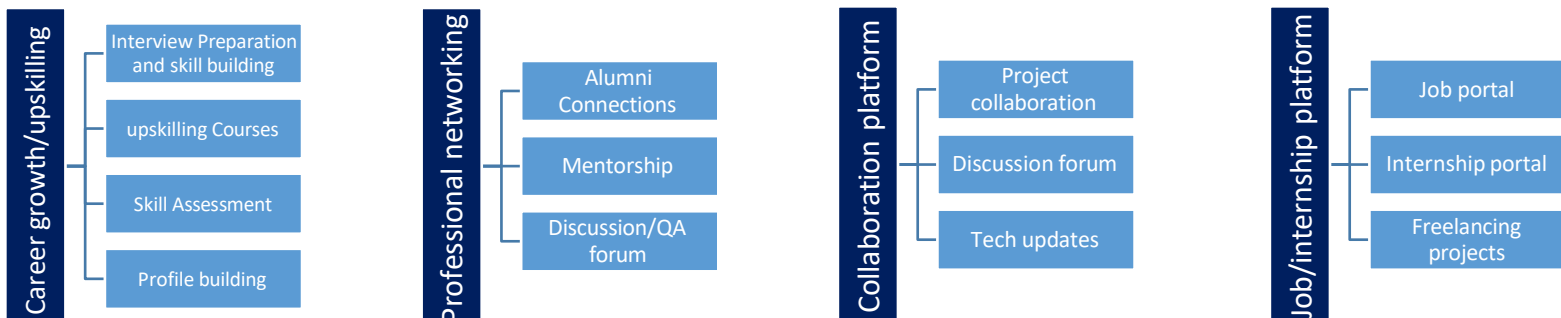 Career growth/upskilling
Interview Preparation
and skill building
upskilling Courses
Skill Assessment
Profile building
Professional networking
Alumni
Connections
Mentorship
Discussion/QA
forum
Collaboration platform
Project
collaboration
Discussion forum
Tech updates
Job/internship platform
Job portal
Internship portal
Freelancing
projects